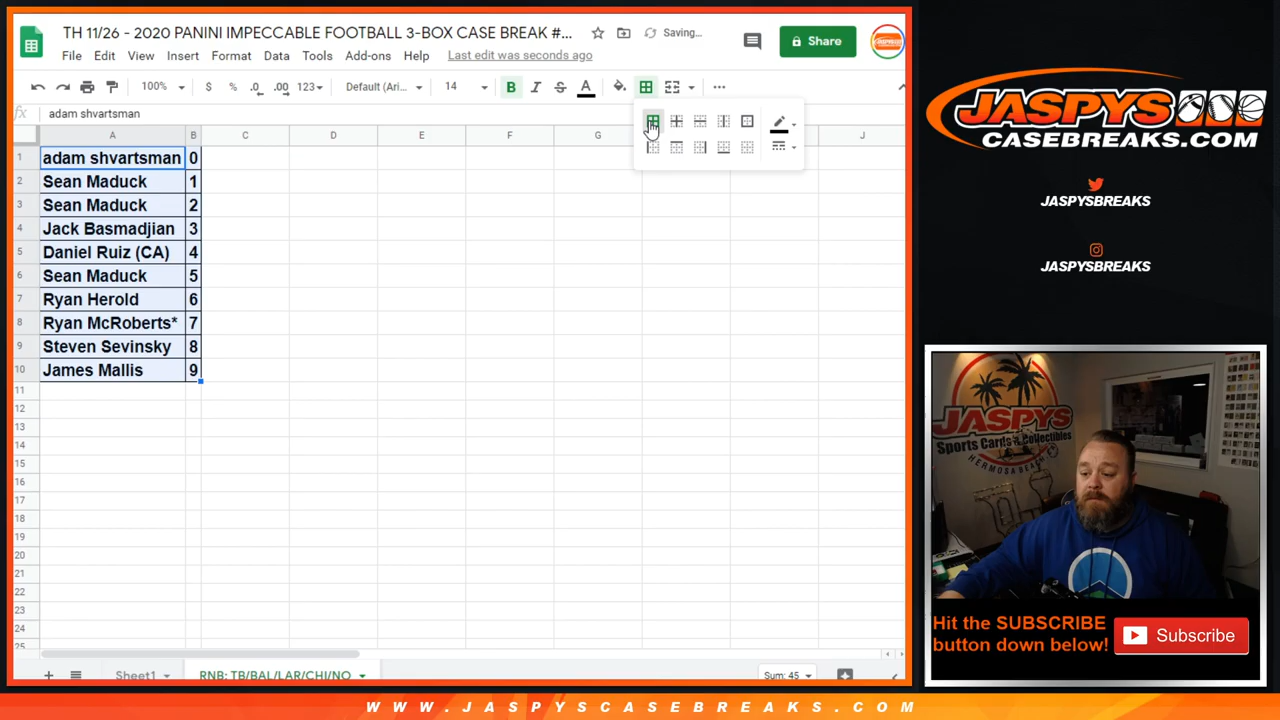 TH 11/26 - 2020 PANINI IMPECCABLE FOOTBALL 3-BOX CASE BREAK #...
Saving...
Share
File Edit View Insert Format Data Tools Add-ons Help Last edit was seconds ago
100% $ % .0 .00 123 Default (Ari... 14 B I S A
fx adam shvartsman
A B C D E F G H I J
1 adam shvartsman 0
2 Sean Maduck 1
3 Sean Maduck 2
4 Jack Basmadjian 3
5 Daniel Ruiz (CA) 4
6 Sean Maduck 5
7 Ryan Herold 6
8 Ryan McRoberts* 7
9 Steven Sevinsky 8
10 James Mallis 9
11
12
13
14
15
16
17
18
19
20
21
22
23
24
25
Sheet1 RNB: TB/BAL/LAR/CHI/NO Sum: 45
JASPYS
CASEBREAKS.COM
JASPYSBREAKS
JASPYSBREAKS
JASPYS
Sports Cards & Collectibles
HERMOSA BEACH
Hit the SUBSCRIBE
button down below!
Subscribe
WWW.JASPYSCASEBREAKS.COM